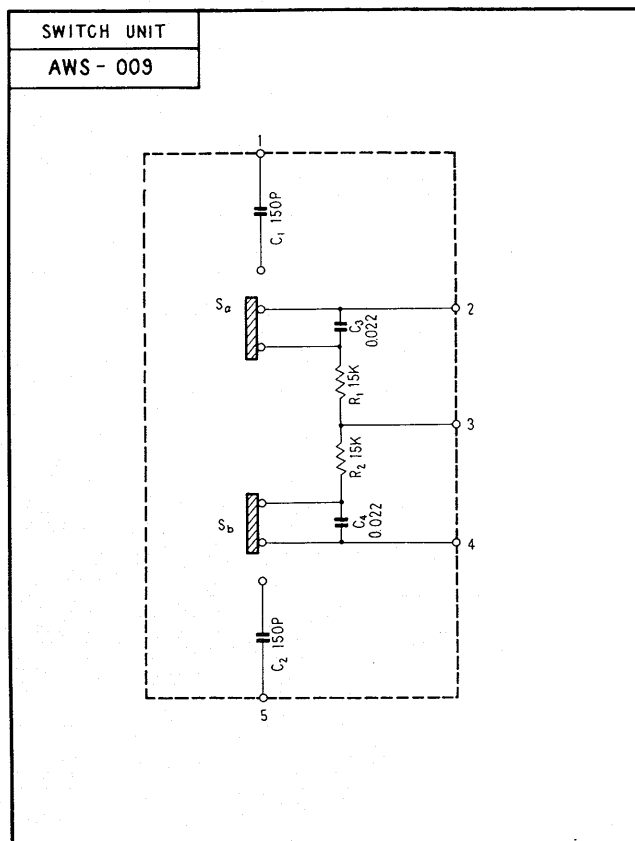 SWITCH UNIT
AWS-009
1
C1 150P
Sa
2
C3
0.022
R1 15K
3
R2 15K
Sb
C4
0.022
4
C2 150P
5